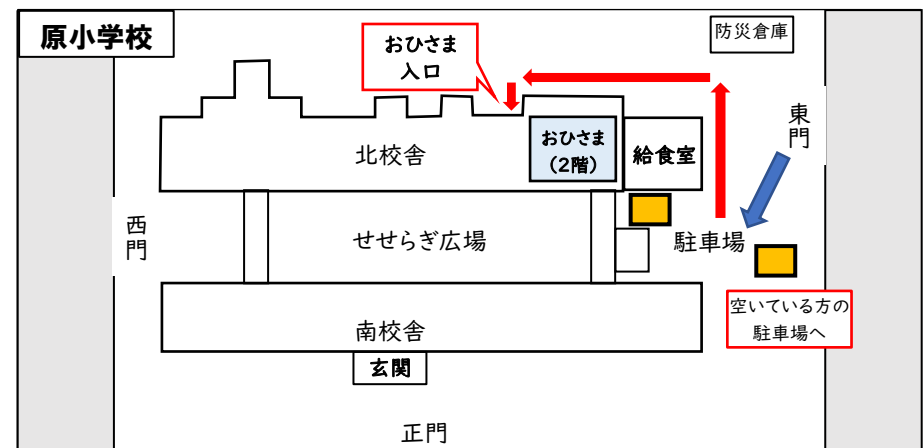 原小学校
防災倉庫
おひさま
入口
東門
北校舎
おひさま
(2階)
給食室
西門
せせらぎ広場
駐車場
空いている方の
駐車場へ
南校舎
玄関
正門